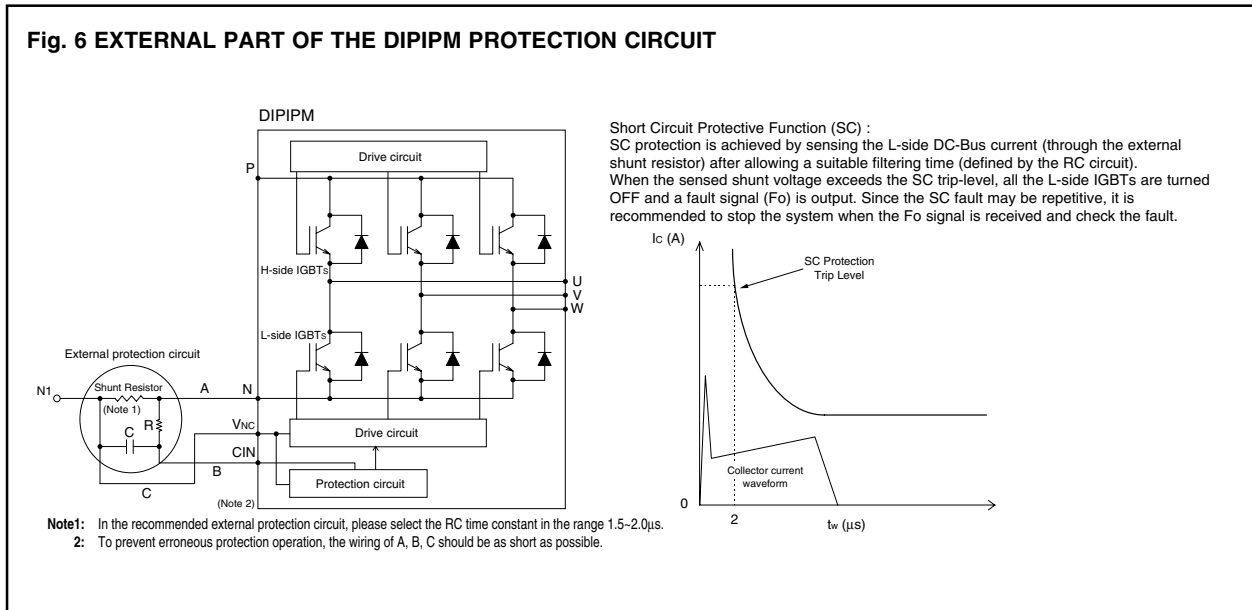 Fig. 6 EXTERNAL PART OF THE DIPIPM PROTECTION CIRCUIT
DIPIPM
Drive circuit
P
H-side IGBTs
U
V
W
L-side IGBTs
External protection circuit
N1
Shunt Resistor
(Note 1)
A
N
R
C
VNC
Drive circuit
CIN
B
C
Protection circuit
(Note 2)
Short Circuit Protective Function (SC) :
SC protection is achieved by sensing the L-side DC-Bus current (through the external
shunt resistor) after allowing a suitable filtering time (defined by the RC circuit).
When the sensed shunt voltage exceeds the SC trip-level, all the L-side IGBTs are turned
OFF and a fault signal (Fo) is output. Since the SC fault may be repetitive, it is
recommended to stop the system when the Fo signal is received and check the fault.
IC (A)
SC Protection
Trip Level
Collector current
waveform
0
2
tw (μs)
Note1: In the recommended external protection circuit, please select the RC time constant in the range 1.5~2.0μs.
2: To prevent erroneous protection operation, the wiring of A, B, C should be as short as possible.